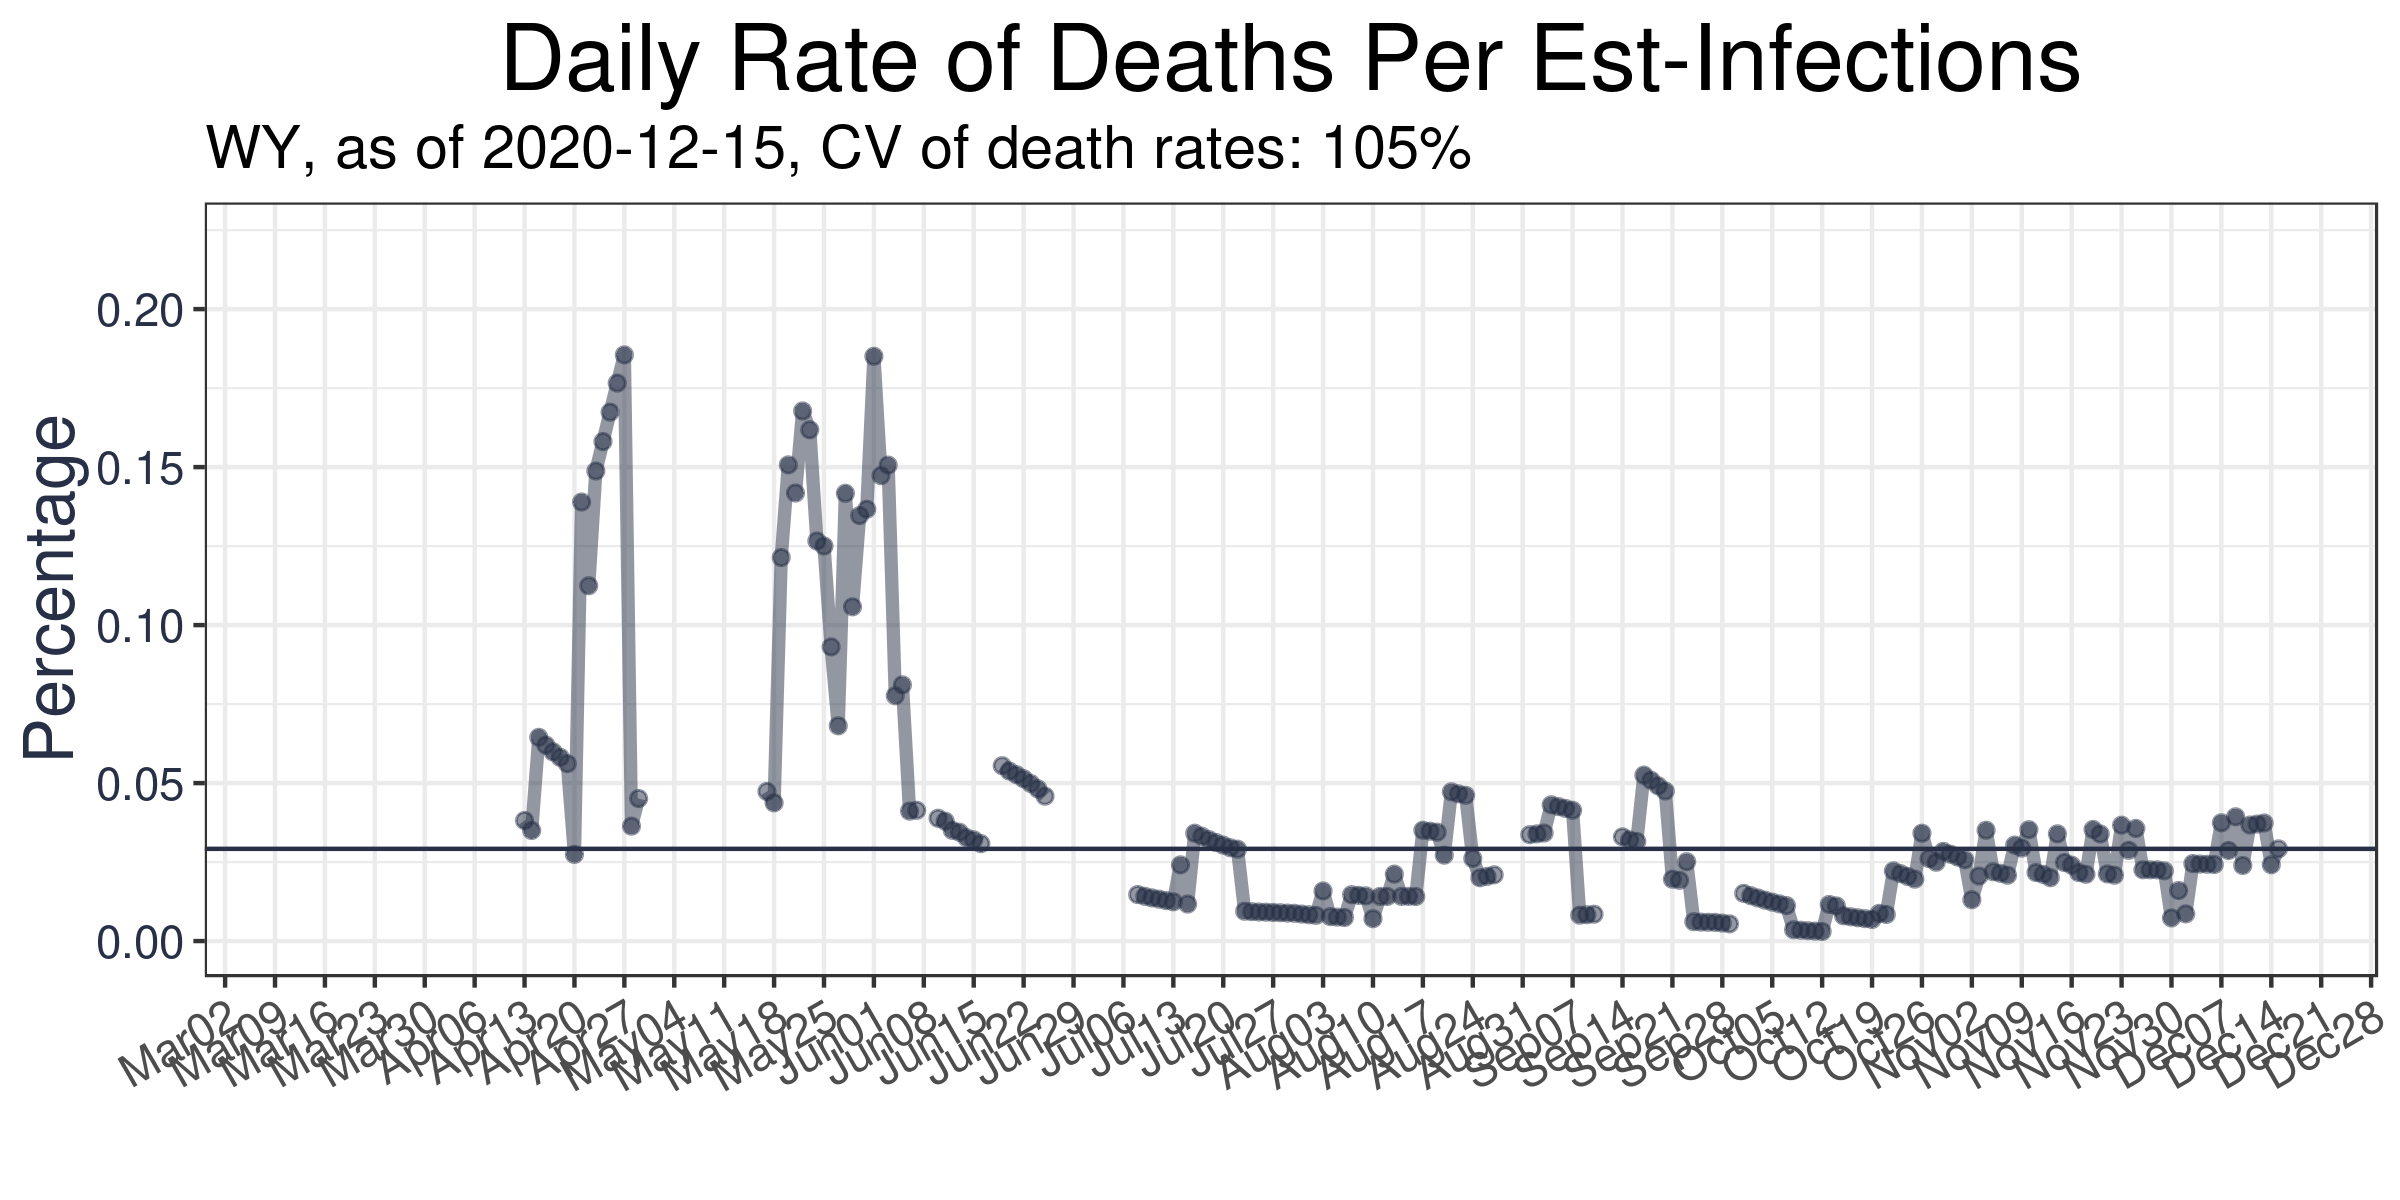 Daily Rate of Deaths Per Est-Infections
WY, as of 2020-12-15, CV of death rates: 105%
Percentage
0.20
0.15
0.10
0.05
0.00
Mar02
Mar09
Mar16
Mar23
Mar30
Apr06
Apr13
Apr20
Apr27
May04
May11
May18
May25
Jun01
Jun08
Jun15
Jun22
Jun29
Jul06
Jul13
Jul20
Jul27
Aug03
Aug10
Aug17
Aug24
Aug31
Sep07
Sep14
Sep21
Sep28
Oct05
Oct12
Oct19
Oct26
Nov02
Nov09
Nov16
Nov23
Nov30
Dec07
Dec14
Dec21
Dec28